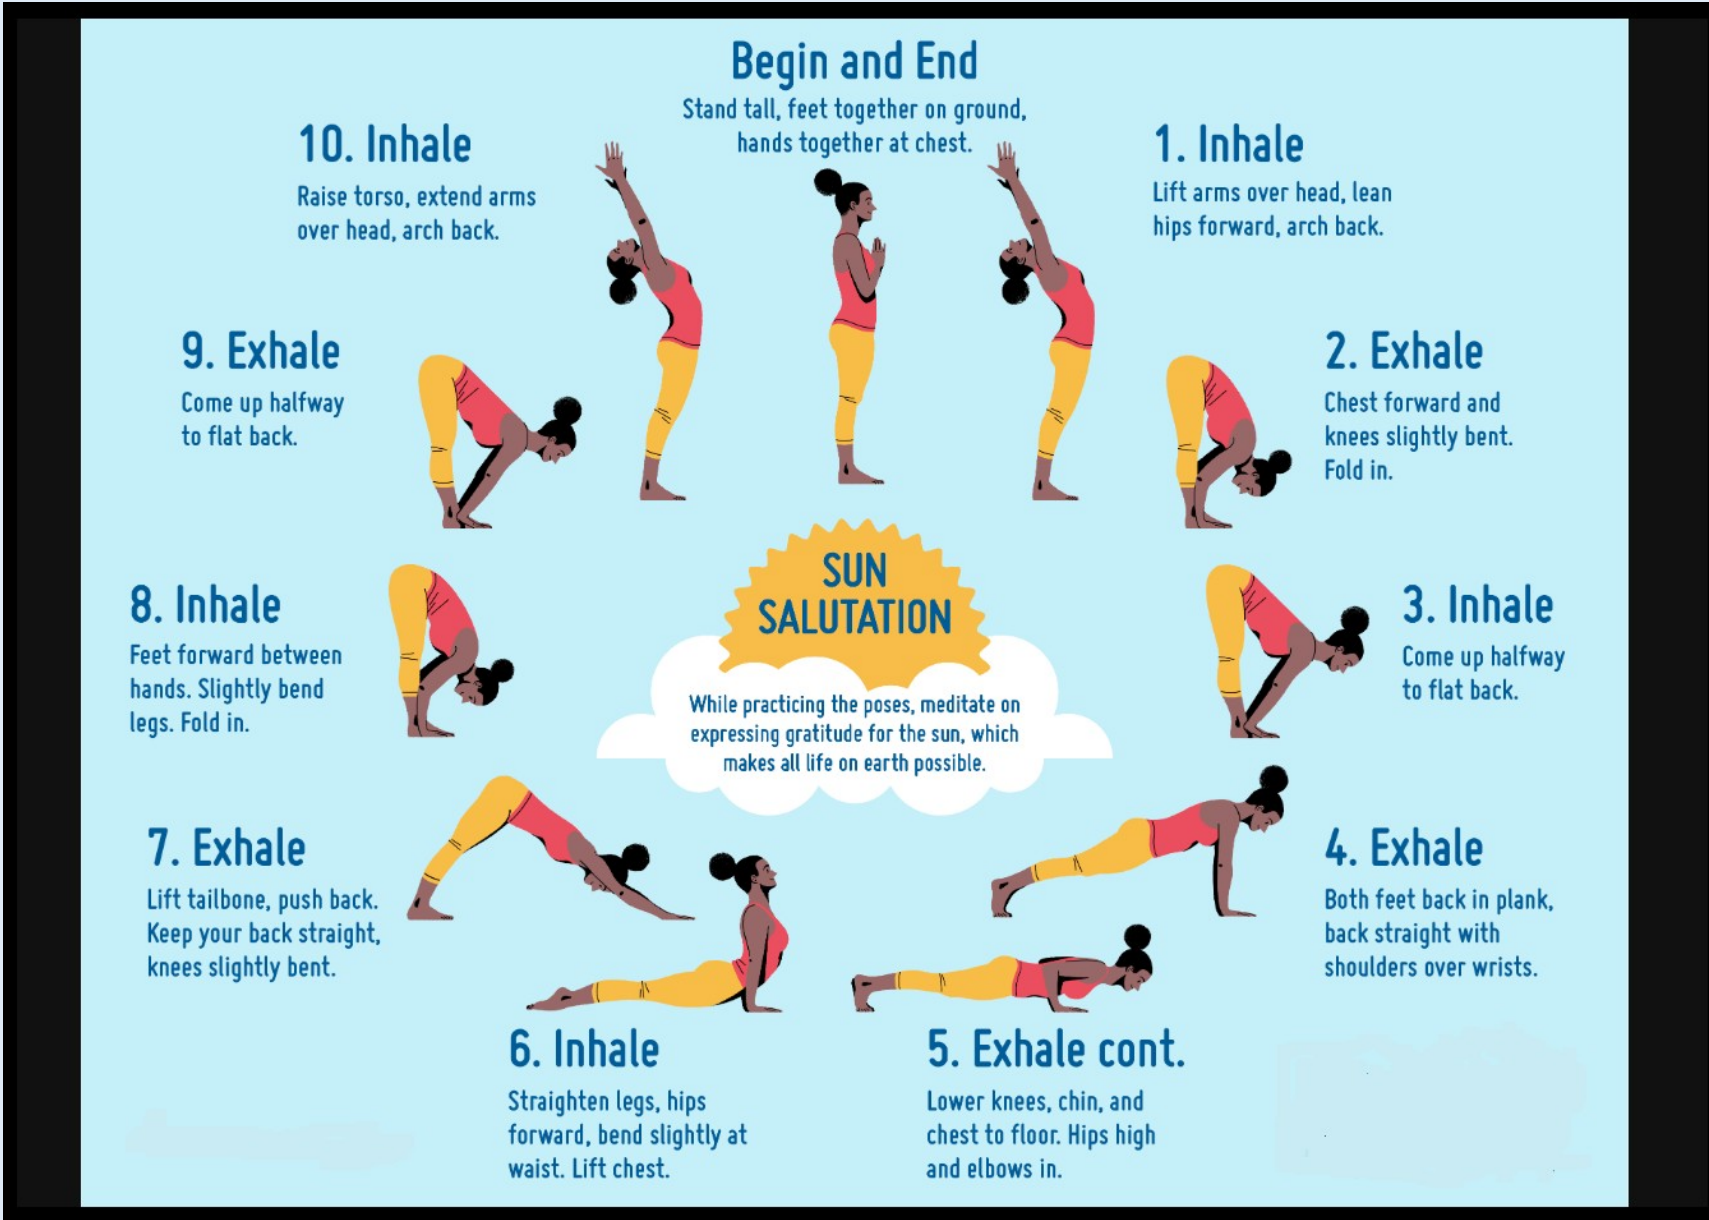 Begin and End
Stand tall, feet together on ground,
hands together at chest.
1. Inhale
Lift arms over head, lean
hips forward, arch back.
2. Exhale
Chest forward and
knees slightly bent.
Fold in.
3. Inhale
Come up halfway
to flat back.
4. Exhale
Both feet back in plank,
back straight with
shoulders over wrists.
5. Exhale cont.
Lower knees, chin, and
chest to floor. Hips high
and elbows in.
6. Inhale
Straighten legs, hips
forward, bend slightly at
waist. Lift chest.
7. Exhale
Lift tailbone, push back.
Keep your back straight,
knees slightly bent.
8. Inhale
Feet forward between
hands. Slightly bend
legs. Fold in.
9. Exhale
Come up halfway
to flat back.
10. Inhale
Raise torso, extend arms
over head, arch back.
SUN
SALUTATION
While practicing the poses, meditate on
expressing gratitude for the sun, which
makes all life on earth possible.